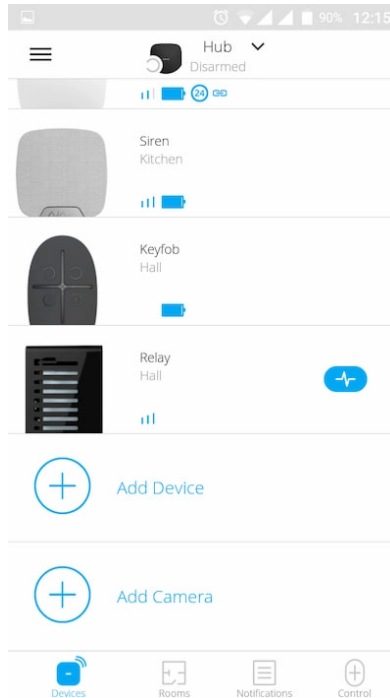 90% 12:15
Hub
Disarmed
24
Siren
Kitchen
Keyfob
Hall
Relay
Hall
Add Device
Add Camera
Devices
Rooms
Notifications
Control